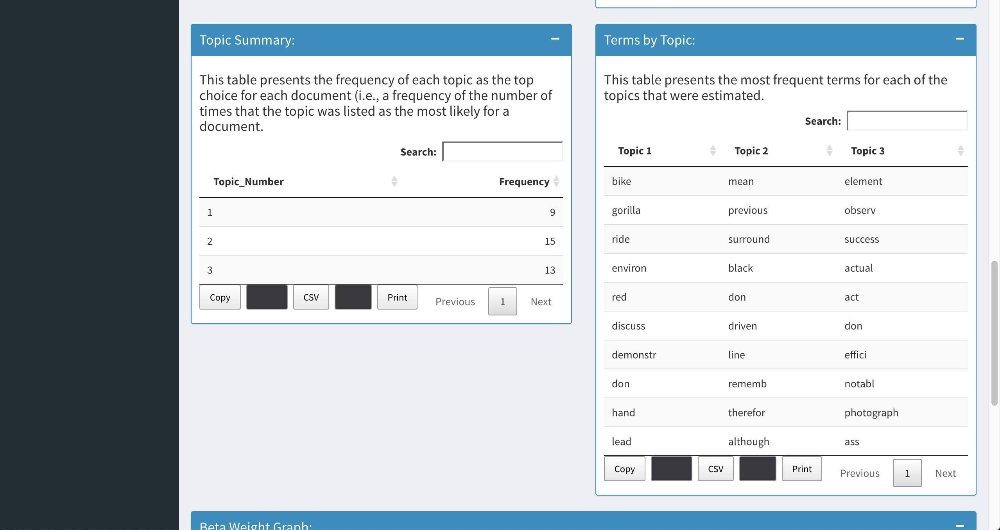 Topic Summary:
This table presents the frequency of each topic as the top
choice for each document (i.e., a frequency of the number of
times that the topic was listed as the most likely for a
document.
Search:
Topic_Number Frequency
1 9
2 15
3 13
Copy CSV Print Previous 1 Next
Terms by Topic:
This table presents the most frequent terms for each of the
topics that were estimated.
Search:
Topic 1 Topic 2 Topic 3
bike mean element
gorilla previous observ
ride surround success
environ black actual
red don act
discuss driven don
demonstr line effici
don rememb notabl
hand therefor photograph
lead although ass
Copy CSV Print Previous 1 Next
Beta Weight Graph: